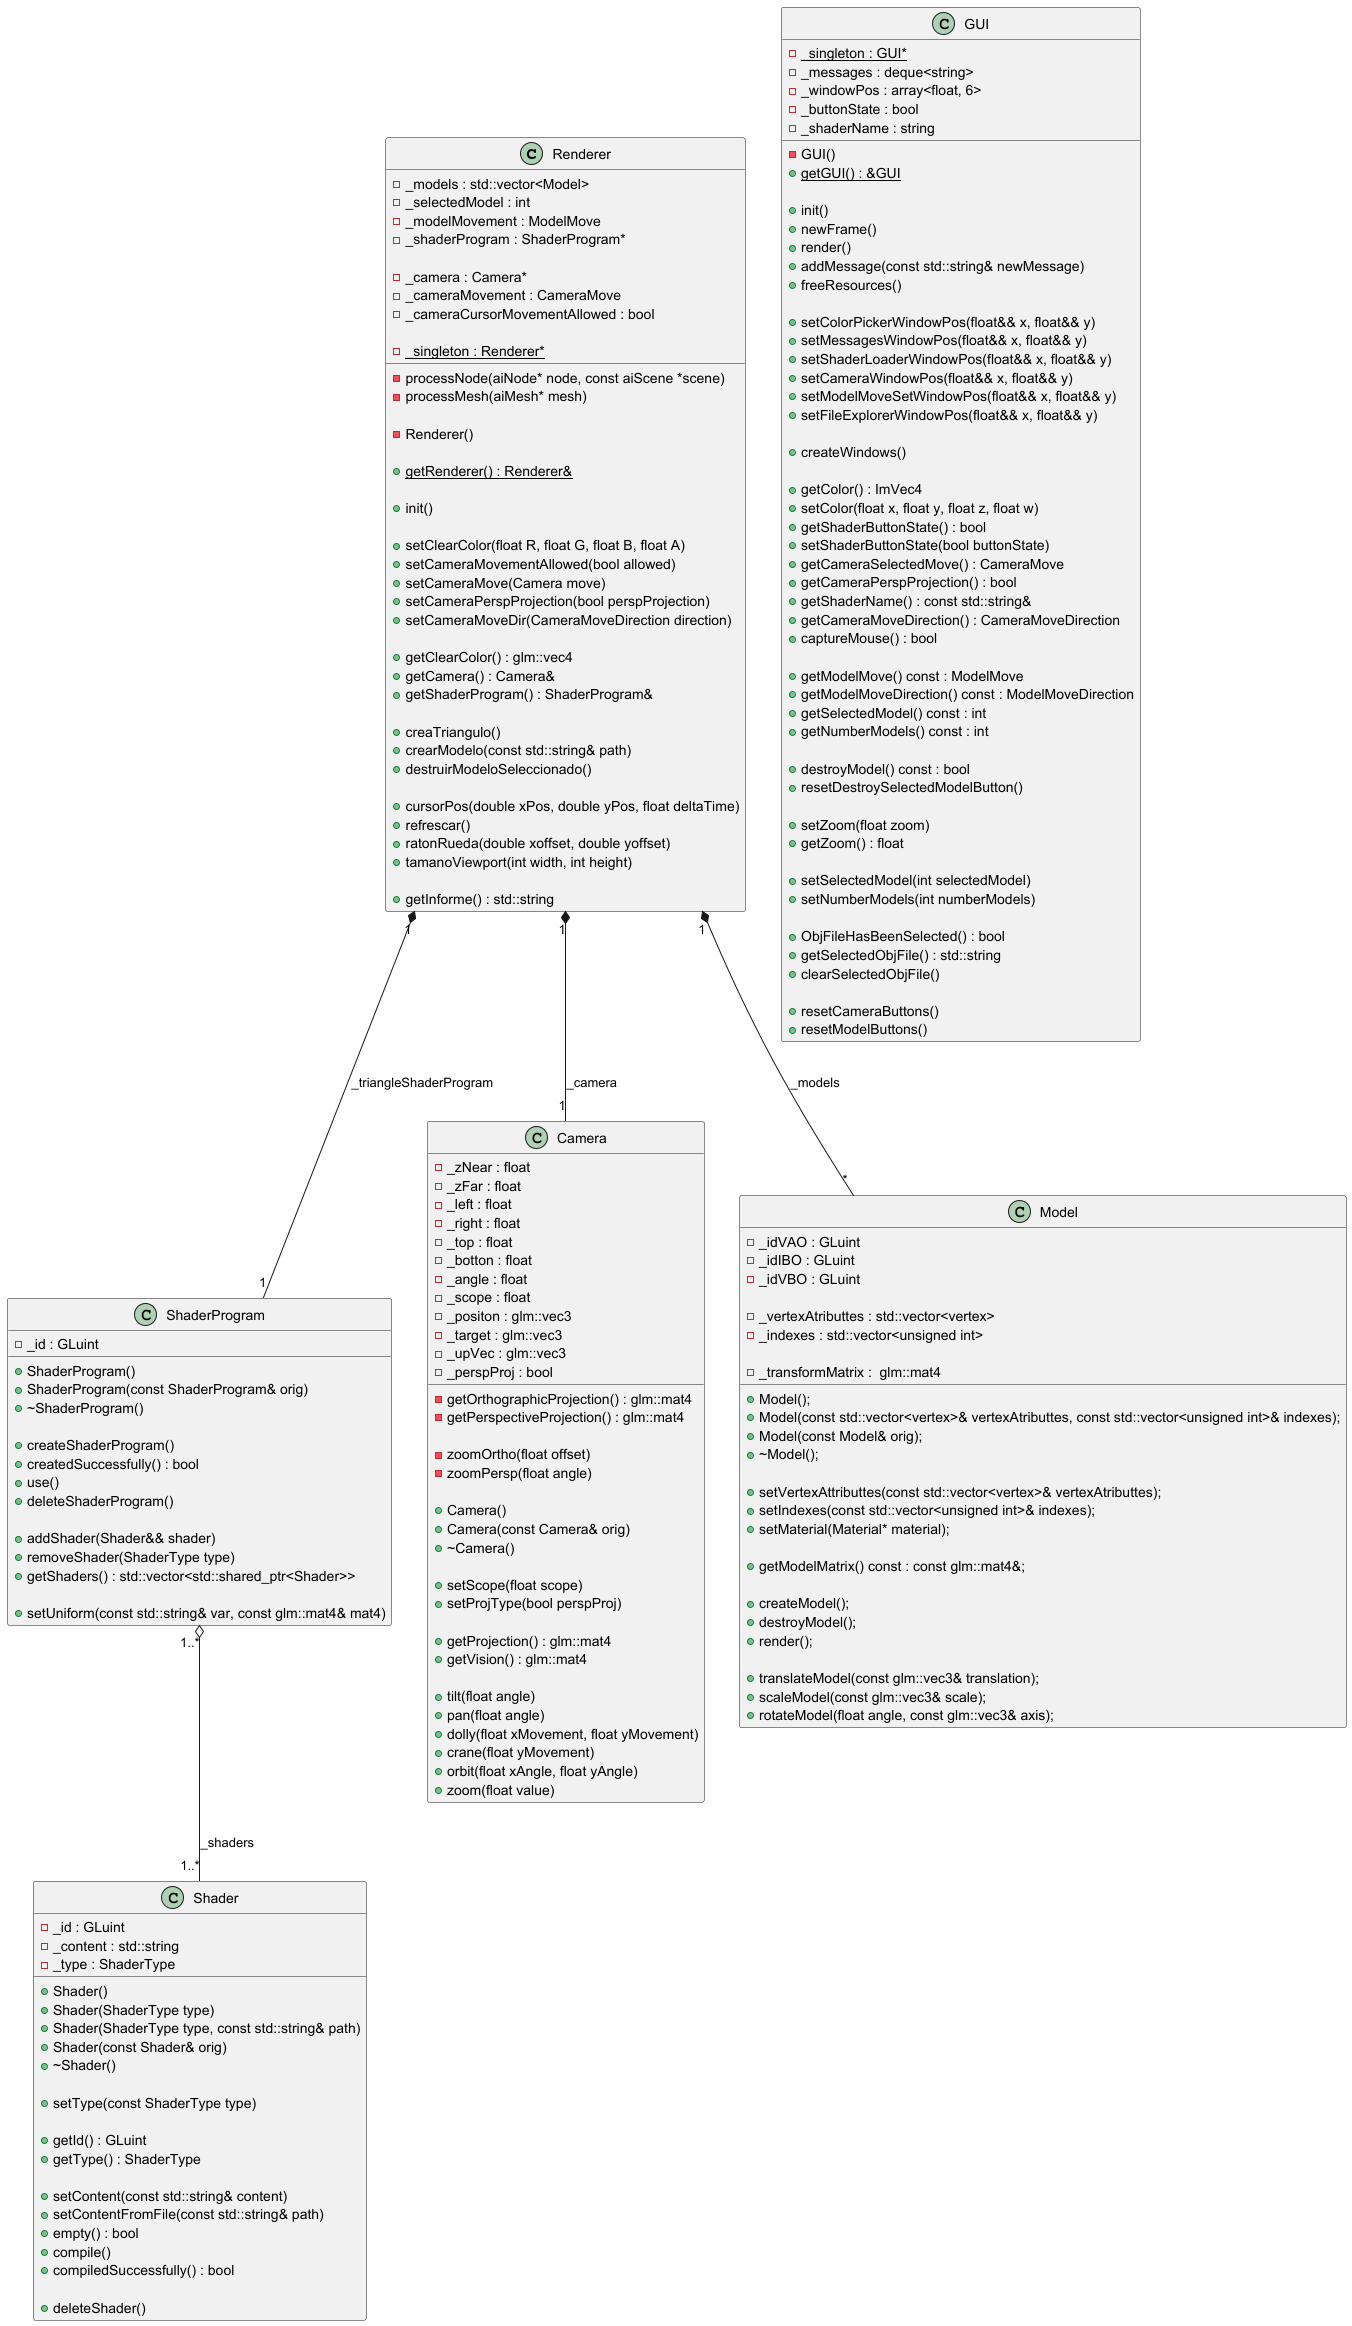 GUI
_singleton : GUI*
_messages : deque<string>
_windowPos : array<float, 6>
_buttonState : bool
_shaderName : string
GUI()
getGUI() : &GUI
init()
newFrame()
render()
addMessage(const std::string& newMessage)
freeResources()
setColorPickerWindowPos(float&& x, float&& y)
setMessagesWindowPos(float&& x, float&& y)
setShaderLoaderWindowPos(float&& x, float&& y)
setCameraWindowPos(float&& x, float&& y)
setModelMoveSetWindowPos(float&& x, float&& y)
setFileExplorerWindowPos(float&& x, float&& y)
createWindows()
getColor() : ImVec4
setColor(float x, float y, float z, float w)
getShaderButtonState() : bool
setShaderButtonState(bool buttonState)
getCameraSelectedMove() : CameraMove
getCameraPerspProjection() : bool
getShaderName() : const std::string&
getCameraMoveDirection() : CameraMoveDirection
captureMouse() : bool
getModelMove() const : ModelMove
getModelMoveDirection() const : ModelMoveDirection
getSelectedModel() const : int
getNumberModels() const : int
destroyModel() const : bool
resetDestroySelectedModelButton()
setZoom(float zoom)
getZoom() : float
setSelectedModel(int selectedModel)
setNumberModels(int numberModels)
ObjFileHasBeenSelected() : bool
getSelectedObjFile() : std::string
clearSelectedObjFile()
resetCameraButtons()
resetModelButtons()
Renderer
_models : std::vector<Model>
_selectedModel : int
_modelMovement : ModelMove
_shaderProgram : ShaderProgram*
_camera : Camera*
_cameraMovement : CameraMove
_cameraCursorMovementAllowed : bool
_singleton : Renderer*
processNode(aiNode* node, const aiScene *scene)
processMesh(aiMesh* mesh)
Renderer()
getRenderer() : Renderer&
init()
setClearColor(float R, float G, float B, float A)
setCameraMovementAllowed(bool allowed)
setCameraMove(Camera move)
setCameraPerspProjection(bool perspProjection)
setCameraMoveDir(CameraMoveDirection direction)
getClearColor() : glm::vec4
getCamera() : Camera&
getShaderProgram() : ShaderProgram&
creaTriangulo()
crearModelo(const std::string& path)
destruirModeloSeleccionado()
cursorPos(double xPos, double yPos, float deltaTime)
refrescar()
ratonRueda(double xoffset, double yoffset)
tamanoViewport(int width, int height)
getInforme() : std::string
1
1
1
_triangleShaderProgram
_camera
_models
1
1
*
Camera
_zNear : float
_zFar : float
_left : float
_right : float
_top : float
_botton : float
_angle : float
_scope : float
_positon : glm::vec3
_target : glm::vec3
_upVec : glm::vec3
_perspProj : bool
getOrthographicProjection() : glm::mat4
getPerspectiveProjection() : glm::mat4
zoomOrtho(float offset)
zoomPersp(float angle)
Camera()
Camera(const Camera& orig)
~Camera()
setScope(float scope)
setProjType(bool perspProj)
getProjection() : glm::mat4
getVision() : glm::mat4
tilt(float angle)
pan(float angle)
dolly(float xMovement, float yMovement)
crane(float yMovement)
orbit(float xAngle, float yAngle)
zoom(float value)
Model
_idVAO : GLuint
_idIBO : GLuint
_idVBO : GLuint
_vertexAtributtes : std::vector<vertex>
_indexes : std::vector<unsigned int>
_transformMatrix :  glm::mat4
Model();
Model(const std::vector<vertex>& vertexAtributtes, const std::vector<unsigned int>& indexes);
Model(const Model& orig);
~Model();
setVertexAttributtes(const std::vector<vertex>& vertexAtributtes);
setIndexes(const std::vector<unsigned int>& indexes);
setMaterial(Material* material);
getModelMatrix() const : const glm::mat4&;
createModel();
destroyModel();
render();
translateModel(const glm::vec3& translation);
scaleModel(const glm::vec3& scale);
rotateModel(float angle, const glm::vec3& axis);
ShaderProgram
_id : GLuint
ShaderProgram()
ShaderProgram(const ShaderProgram& orig)
~ShaderProgram()
createShaderProgram()
createdSuccessfully() : bool
use()
deleteShaderProgram()
addShader(Shader&& shader)
removeShader(ShaderType type)
getShaders() : std::vector<std::shared_ptr<Shader>>
setUniform(const std::string& var, const glm::mat4& mat4)
1..*
_shaders
1..*
Shader
_id : GLuint
_content : std::string
_type : ShaderType
Shader()
Shader(ShaderType type)
Shader(ShaderType type, const std::string& path)
Shader(const Shader& orig)
~Shader()
setType(const ShaderType type)
getId() : GLuint
getType() : ShaderType
setContent(const std::string& content)
setContentFromFile(const std::string& path)
empty() : bool
compile()
compiledSuccessfully() : bool
deleteShader()